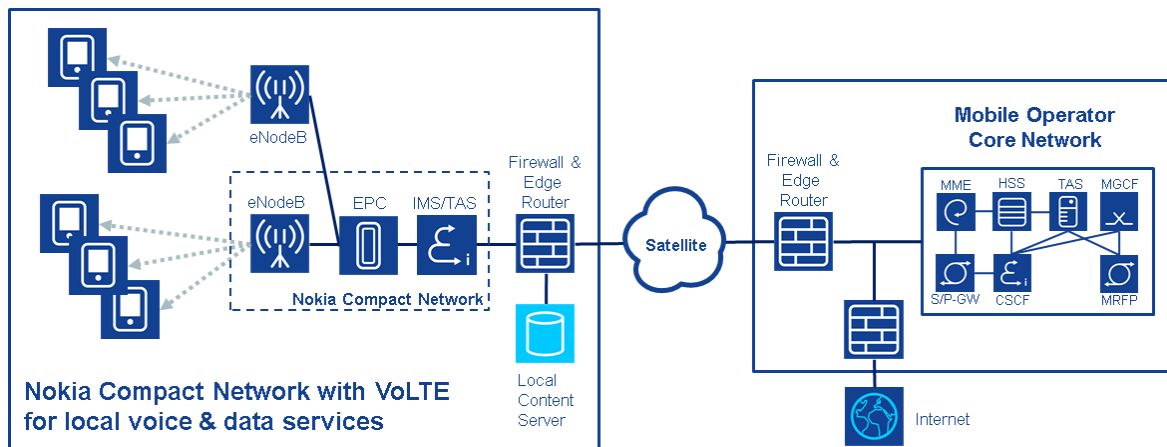 eNodeB
eNodeB
EPC
IMS/TAS
Nokia Compact Network
Firewall &
Edge
Router
Local
Content
Server
Nokia Compact Network with VoLTE
for local voice & data services
Satellite
Firewall &
Edge
Router
Mobile Operator
Core Network
MME
HSS
TAS
MGCF
i
S/P-GW
CSCF
MRFP
i
Internet